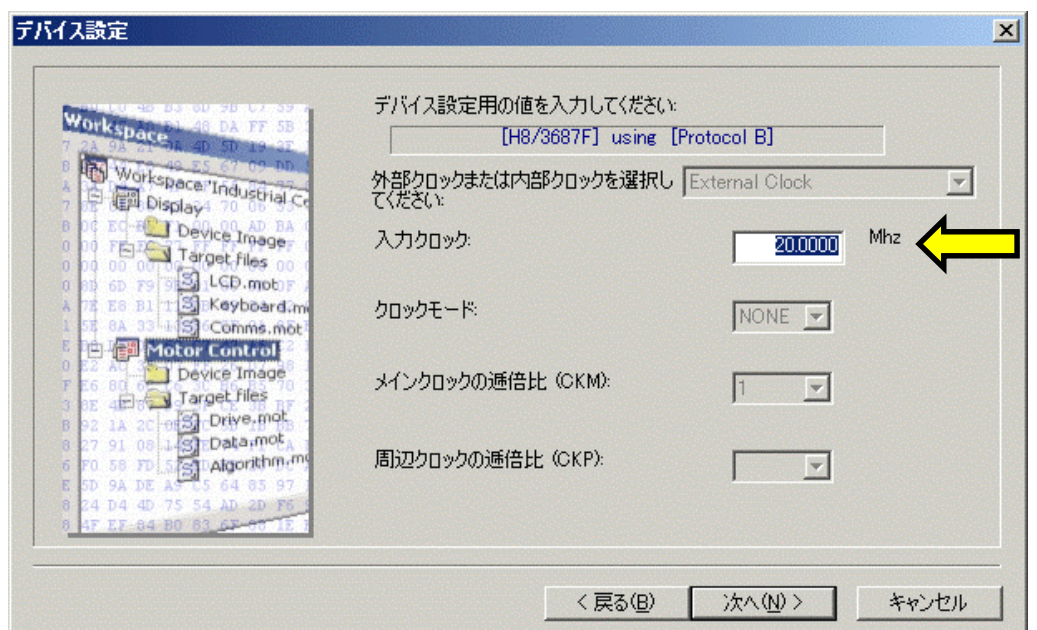 デバイス設定
デバイス設定用の値を入力してください:
[H8/3687F] using [Protocol B]
外部クロックまたは内部クロックを選択し
てください:
External Clock
入力クロック:
20.0000
Mhz
クロックモード:
NONE
メインクロックの逓倍比 (CKM):
1
周辺クロックの逓倍比 (CKP):
Workspace
Workspace "Industrial Co
Display
Device Image
Target files
LCD.mot
Keyboard.m
Comms.mot
Motor Control
Device Image
Target files
Drive.mot
Data.mot
Algorithm.m
< 戻る(B)
次へ(N) >
キャンセル